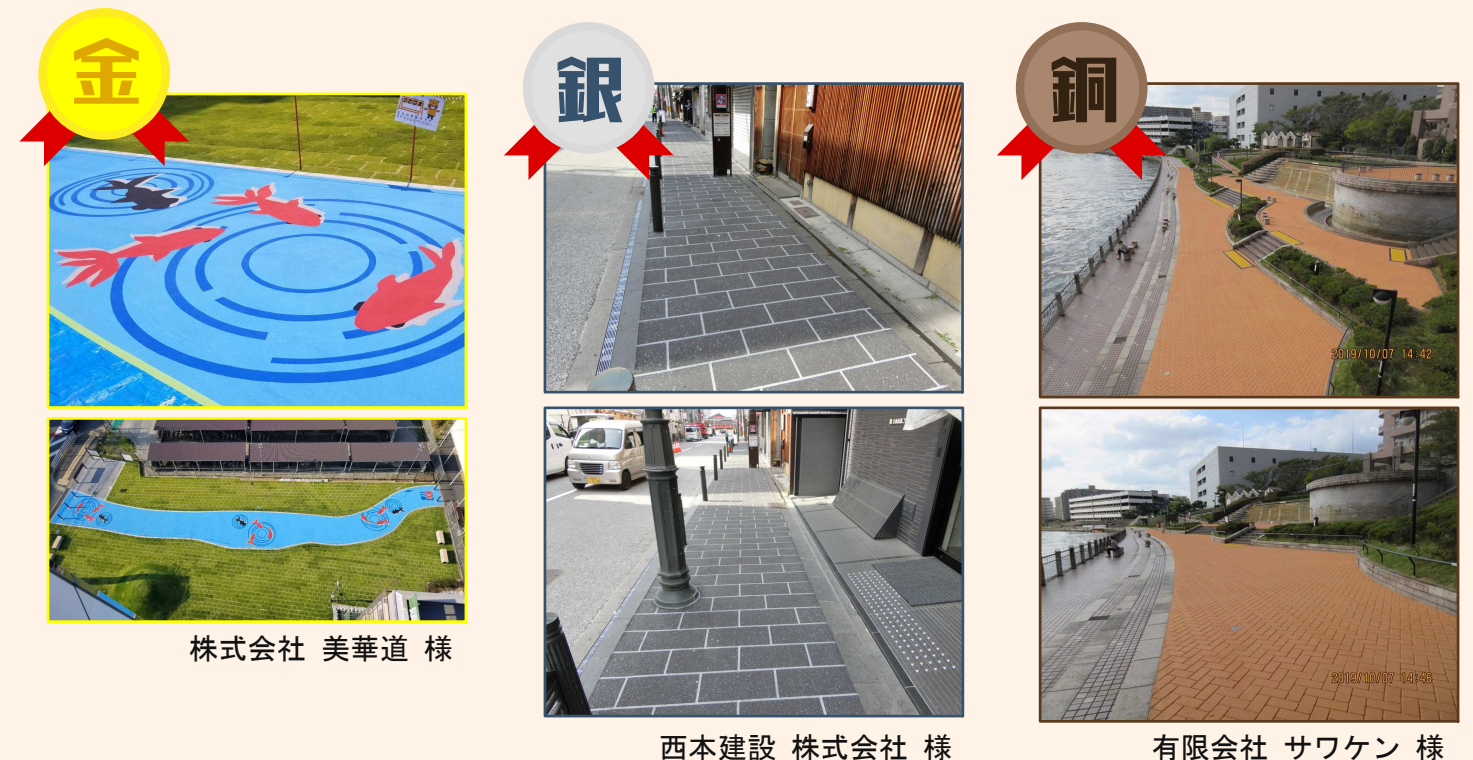 金
銀
銅
2019/10/07 14:42
2019/10/07 14:46
株式会社 美華道 様
西本建設 株式会社 様
有限会社 サワケン 様